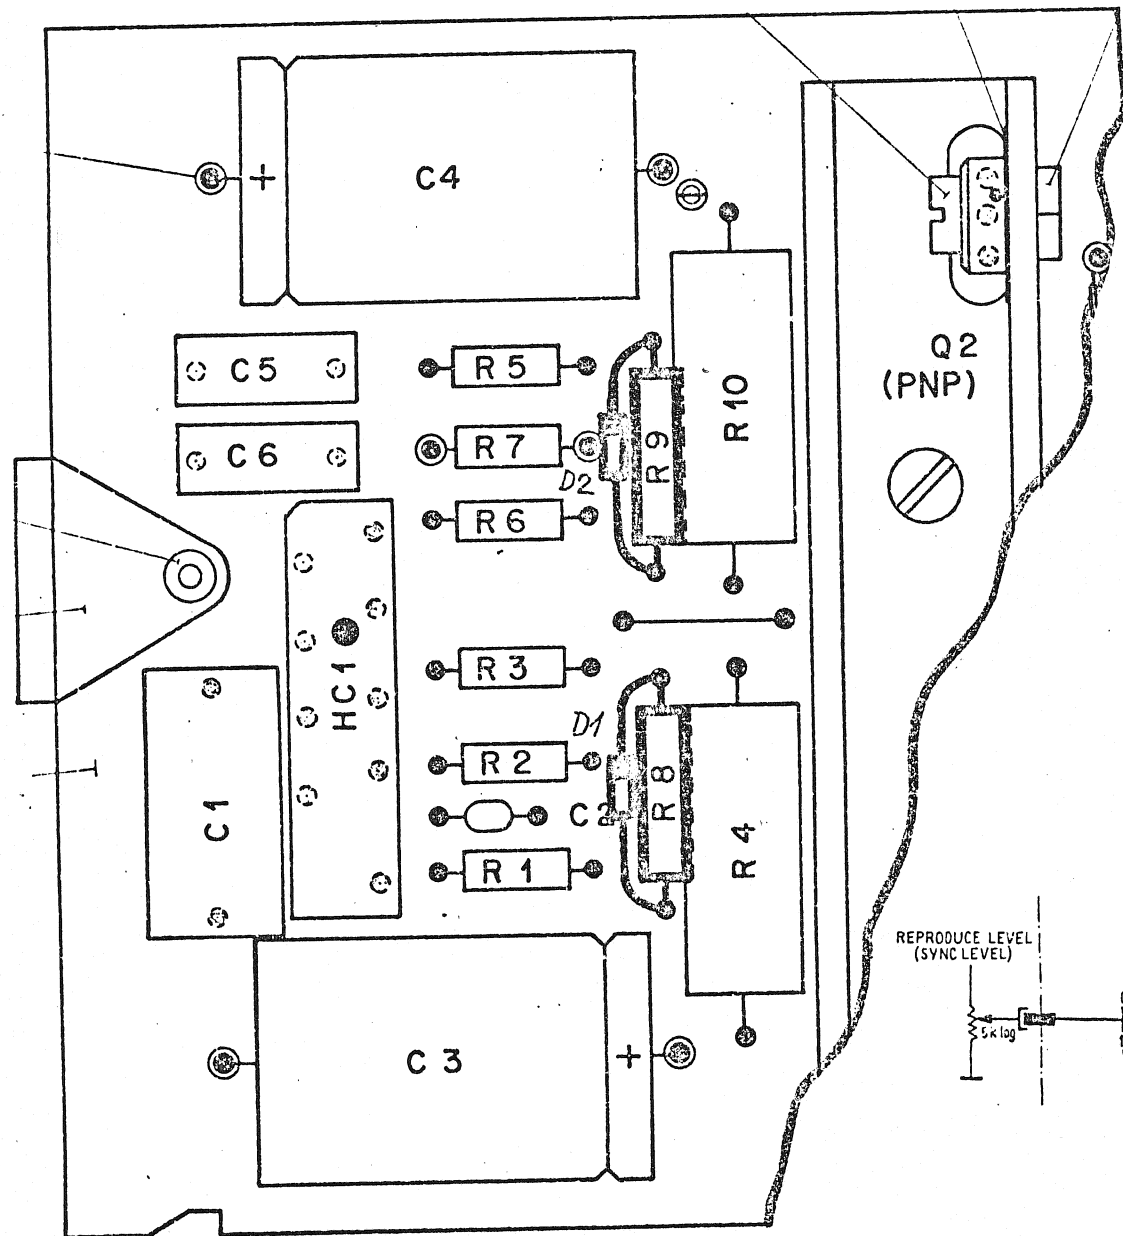 + C4
Q2
(PNP)
C5
R5
R10
C6
R7
R9
D2
R6
R3
HC1
D1
R2
R8
C1
C2
R4
R1
REPRODUCE LEVEL
(SYNC LEVEL)
5k log
C3 +